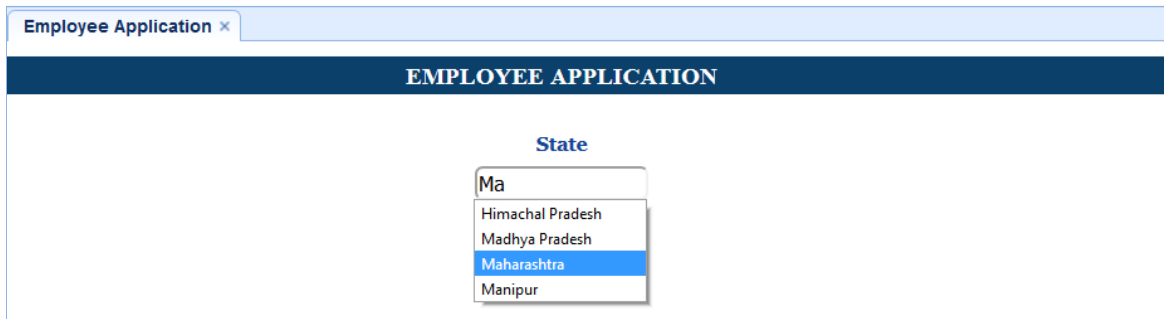 Employee Application ×
EMPLOYEE APPLICATION
State
Ma
Himachal Pradesh
Madhya Pradesh
Maharashtra
Manipur